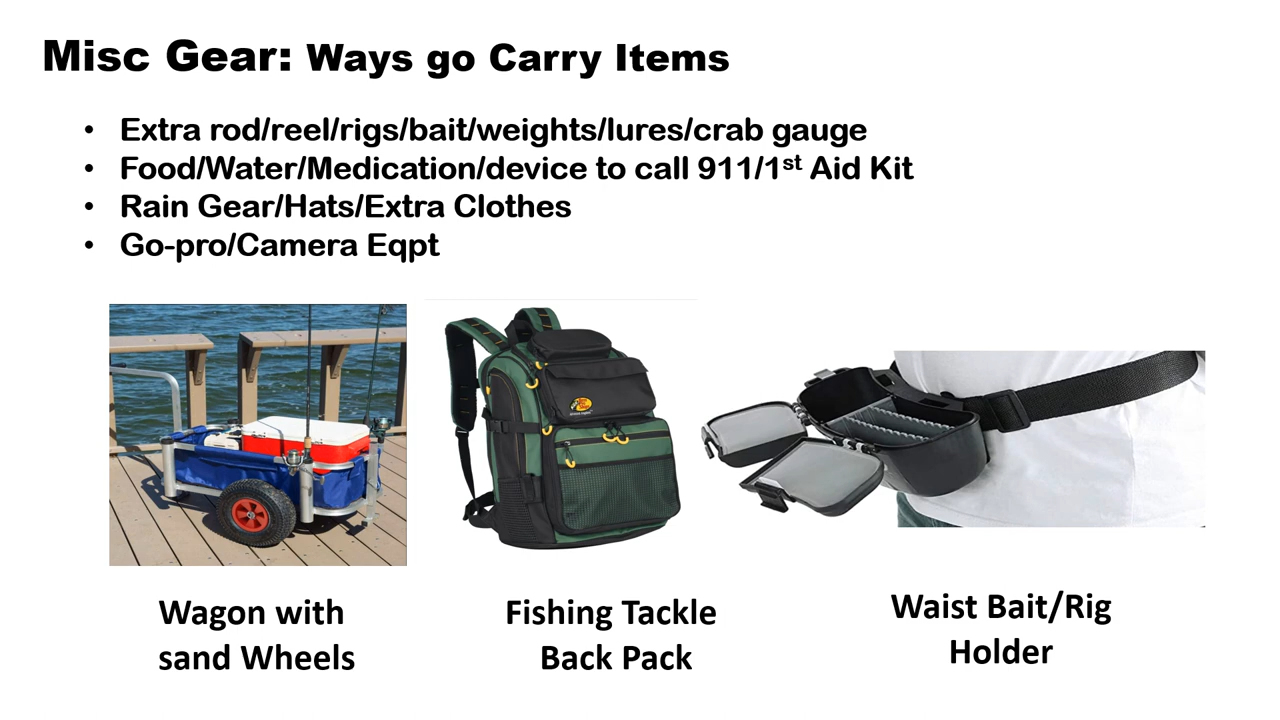 Misc Gear: Ways go Carry Items
• Extra rod/reel/rigs/bait/weights/lures/crab gauge
• Food/Water/Medication/device to call 911/1st Aid Kit
• Rain Gear/Hats/Extra Clothes
• Go-pro/Camera Eqpt
Wagon with
sand Wheels
Fishing Tackle
Back Pack
Waist Bait/Rig
Holder